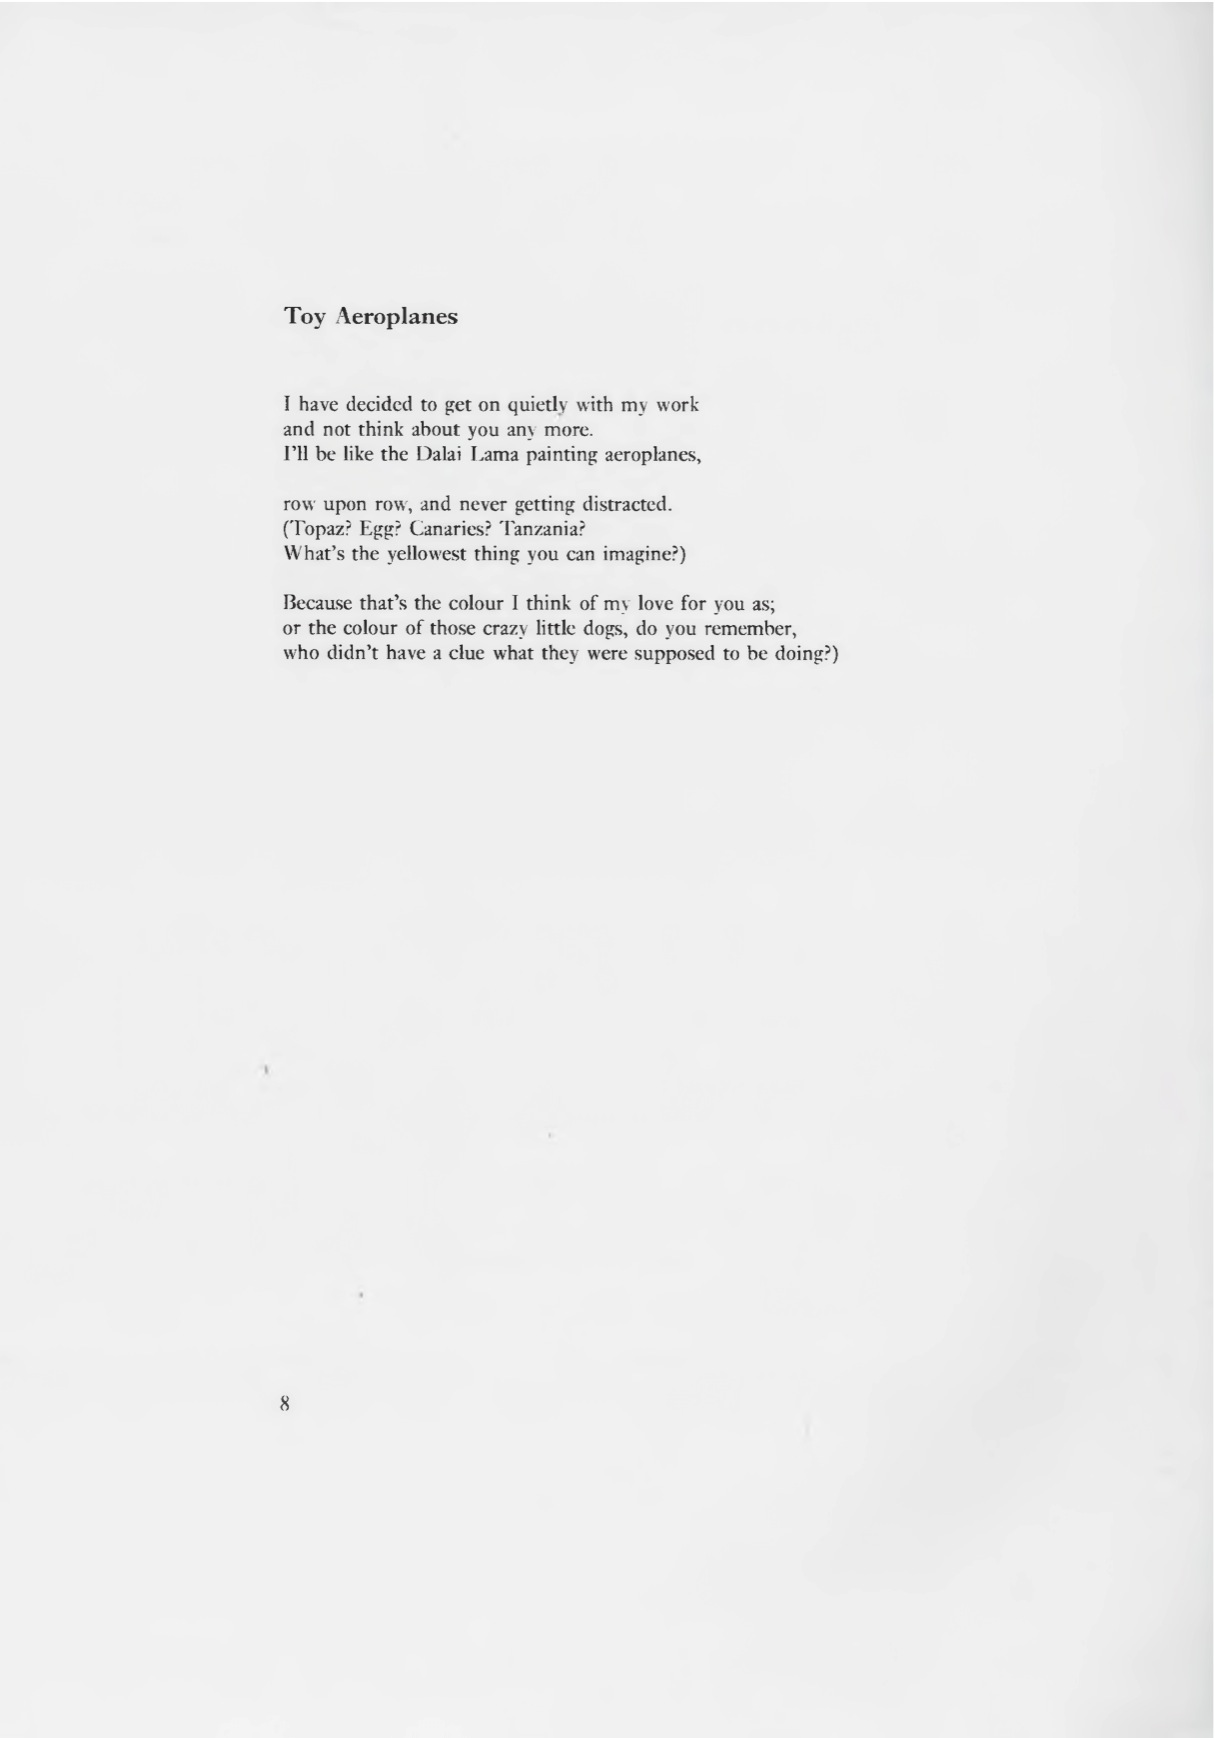 Toy Aeroplanes
I have decided to get on quietly with my work
and not think about you any more.
I'll be like the Dalai Lama painting aeroplanes,
row upon row, and never getting distracted.
(Topaz? Egg? Canaries? Tanzania?
What's the yellowest thing you can imagine?)
Because that's the colour I think of my love for you as;
or the colour of those crazy little dogs, do you remember,
who didn't have a clue what they were supposed to be doing?)
8